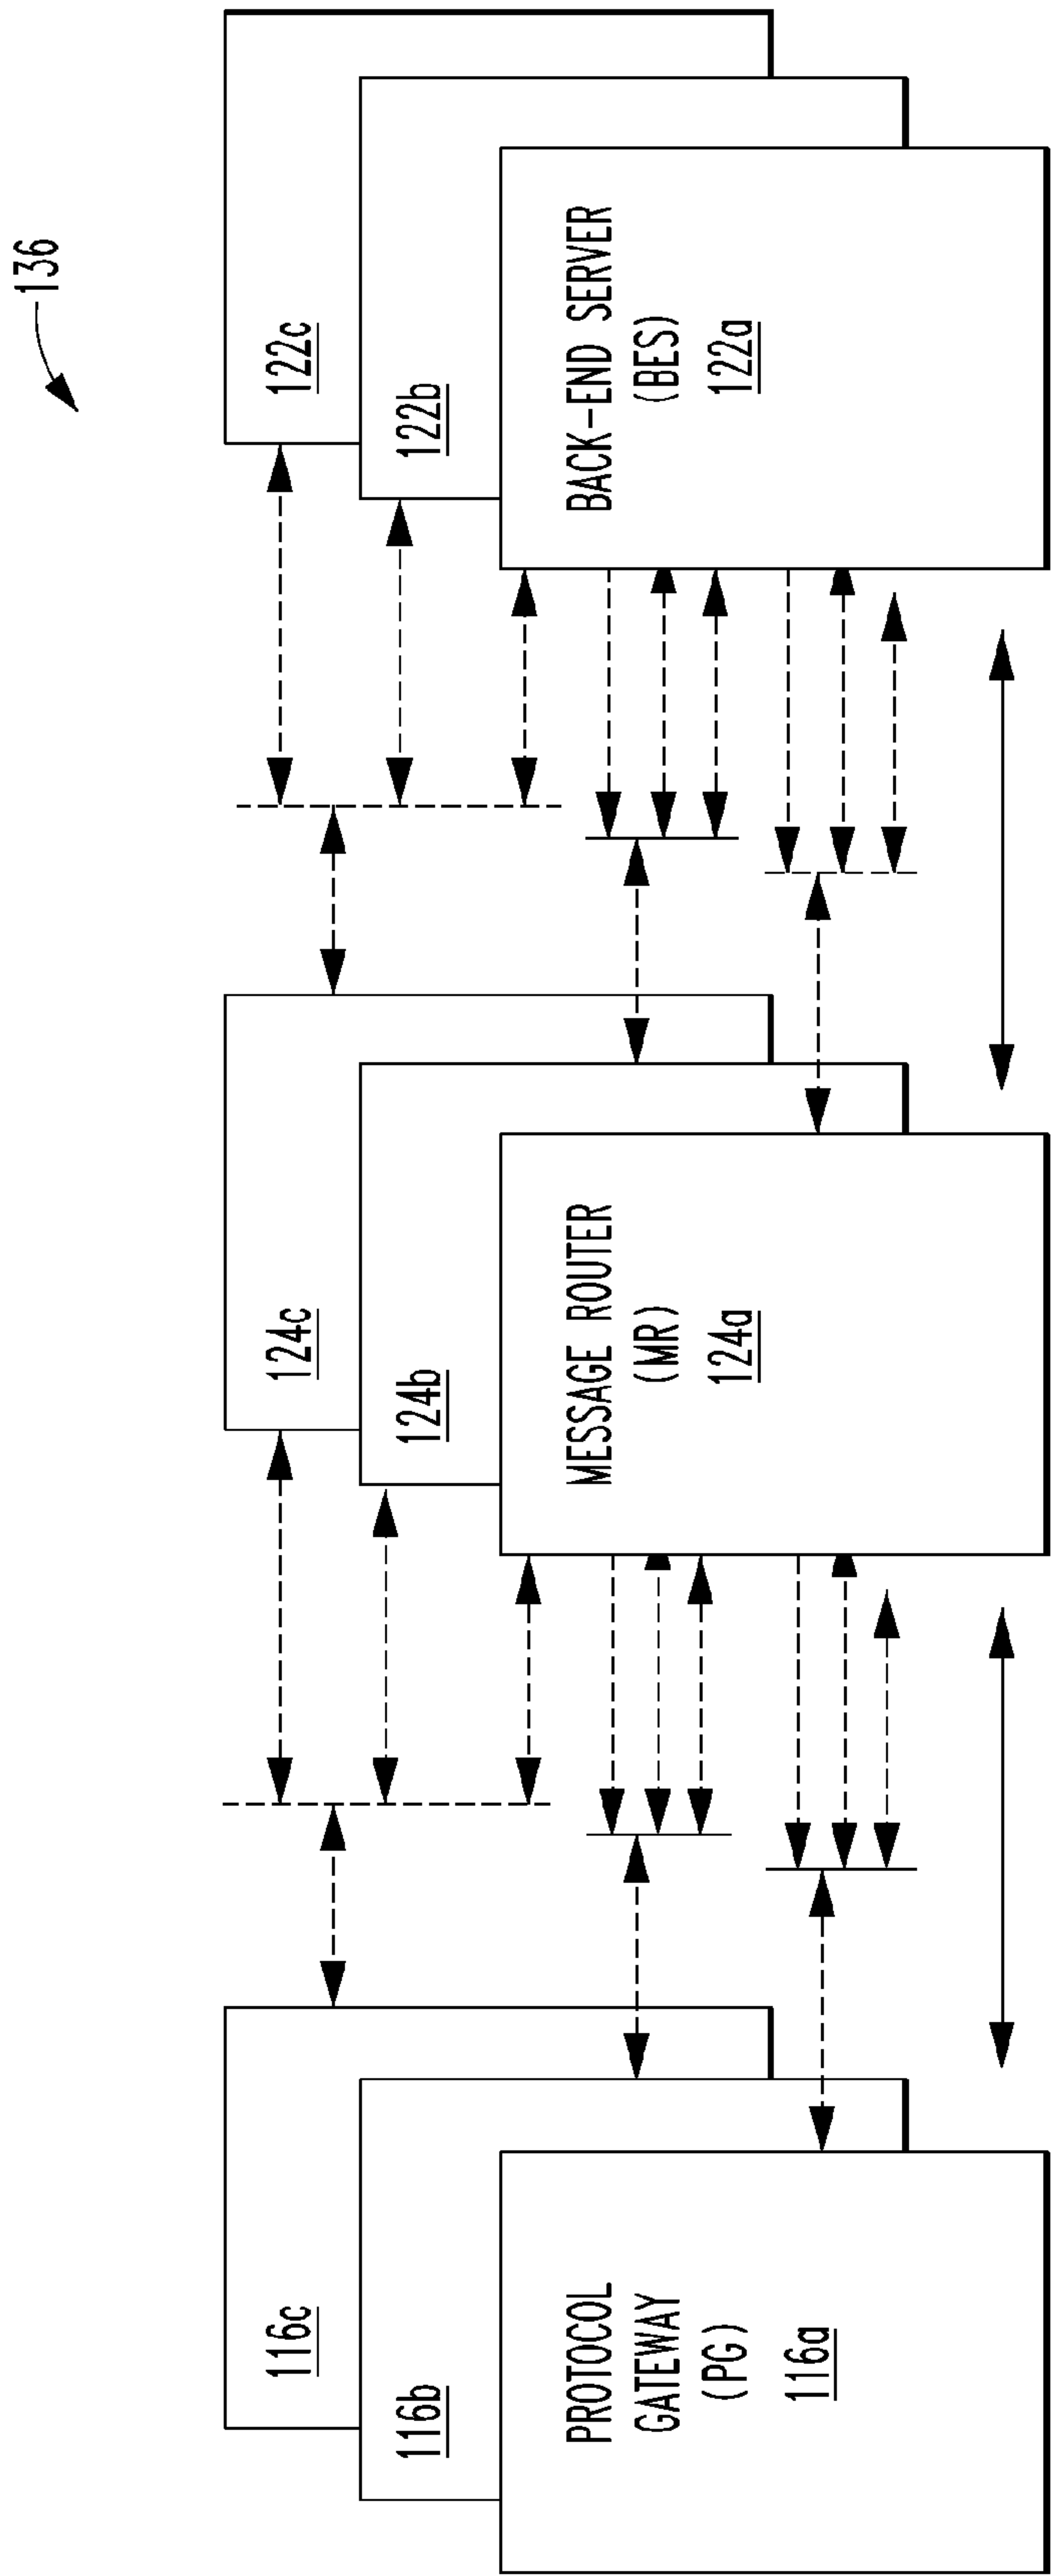 136
116c
116b
PROTOCOL
GATEWAY
(PG)
116a
124c
124b
MESSAGE ROUTER
(MR)
124a
122c
122b
BACK-END SERVER
(BES)
122a